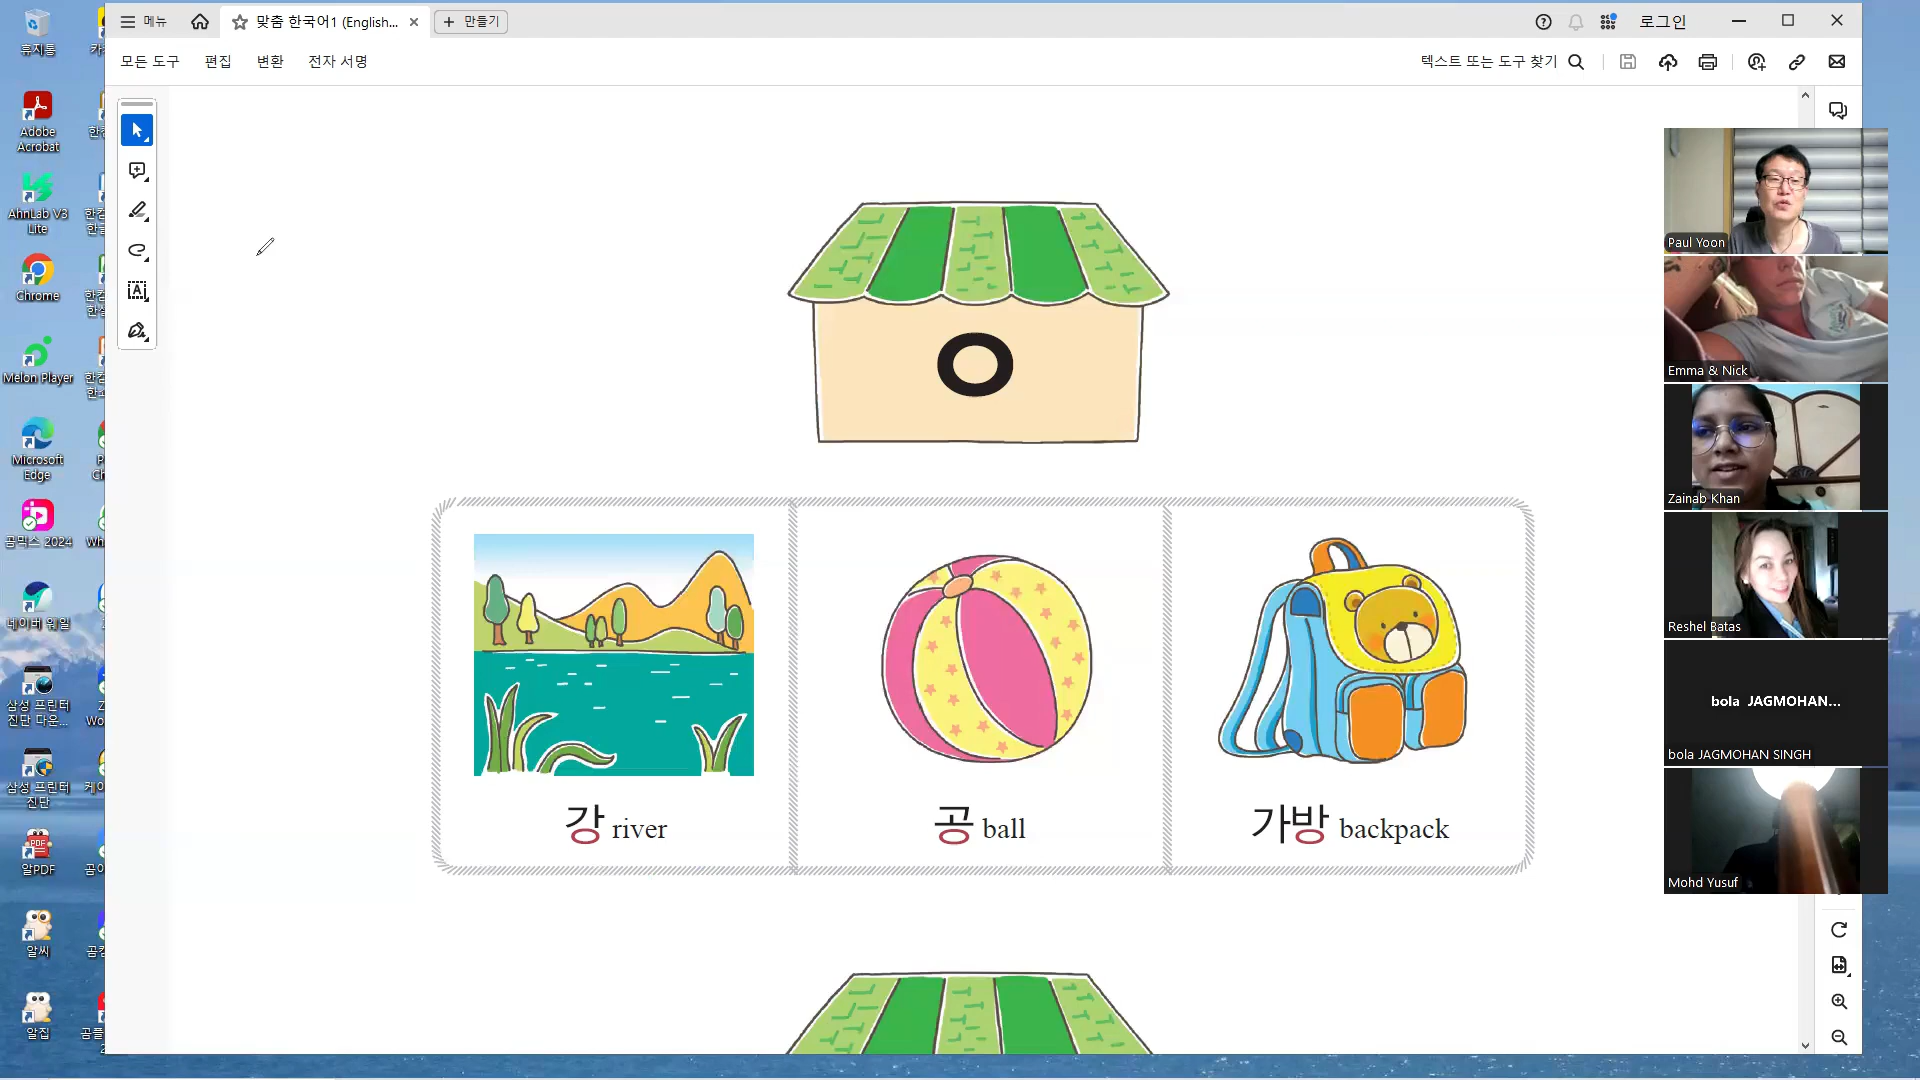 휴지통
Adobe
Acrobat
AhnLab V3
Lite
Chrome
Melon Player
Microsoft
Edge
곰믹스 2024
네이버 웨일
삼성 프린터
진단 다운...
삼성 프린터
진단
알PDF
알씨
알집
메뉴
맞춤 한국어1 (English...
만들기
로그인
모든 도구
편집
변환
전자 서명
텍스트 또는 도구 찾기
ㅇ
강 river
공 ball
가방 backpack
Paul Yoon
Emma & Nick
Zainab Khan
Reshel Batas
bola JAGMOHAN...
bola JAGMOHAN SINGH
Mohd Yusuf